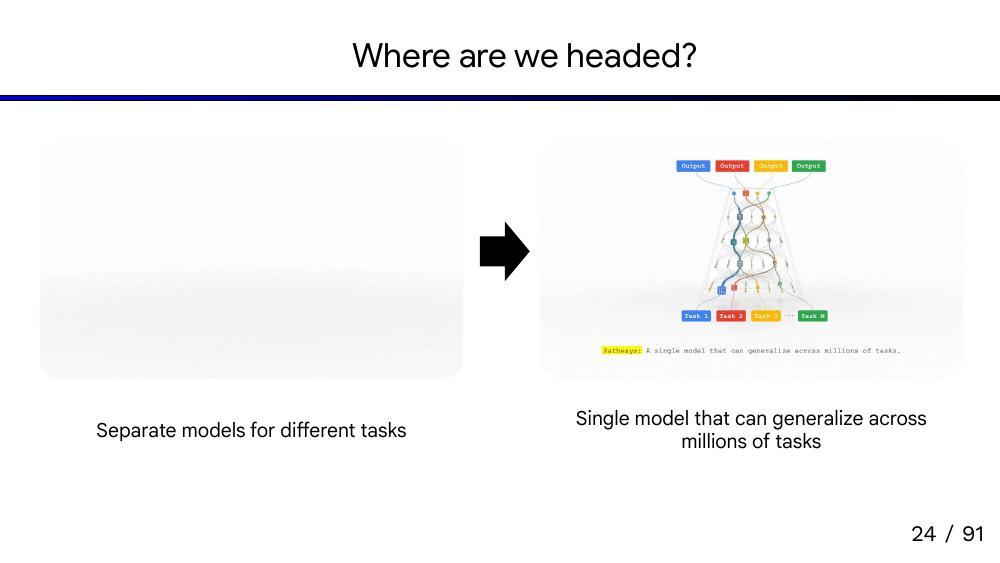 Where are we headed?
Output Output Output Output
Task 1 Task 2 Task 3 ... Task N
Pathways: A single model that can generalize across millions of tasks.
Separate models for different tasks
Single model that can generalize across
millions of tasks
24 / 91